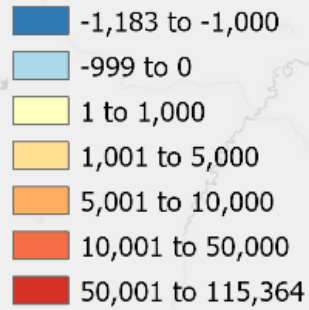 -1,183 to -1,000
-999 to 0
1 to 1,000
1,001 to 5,000
5,001 to 10,000
10,001 to 50,000
50,001 to 115,364